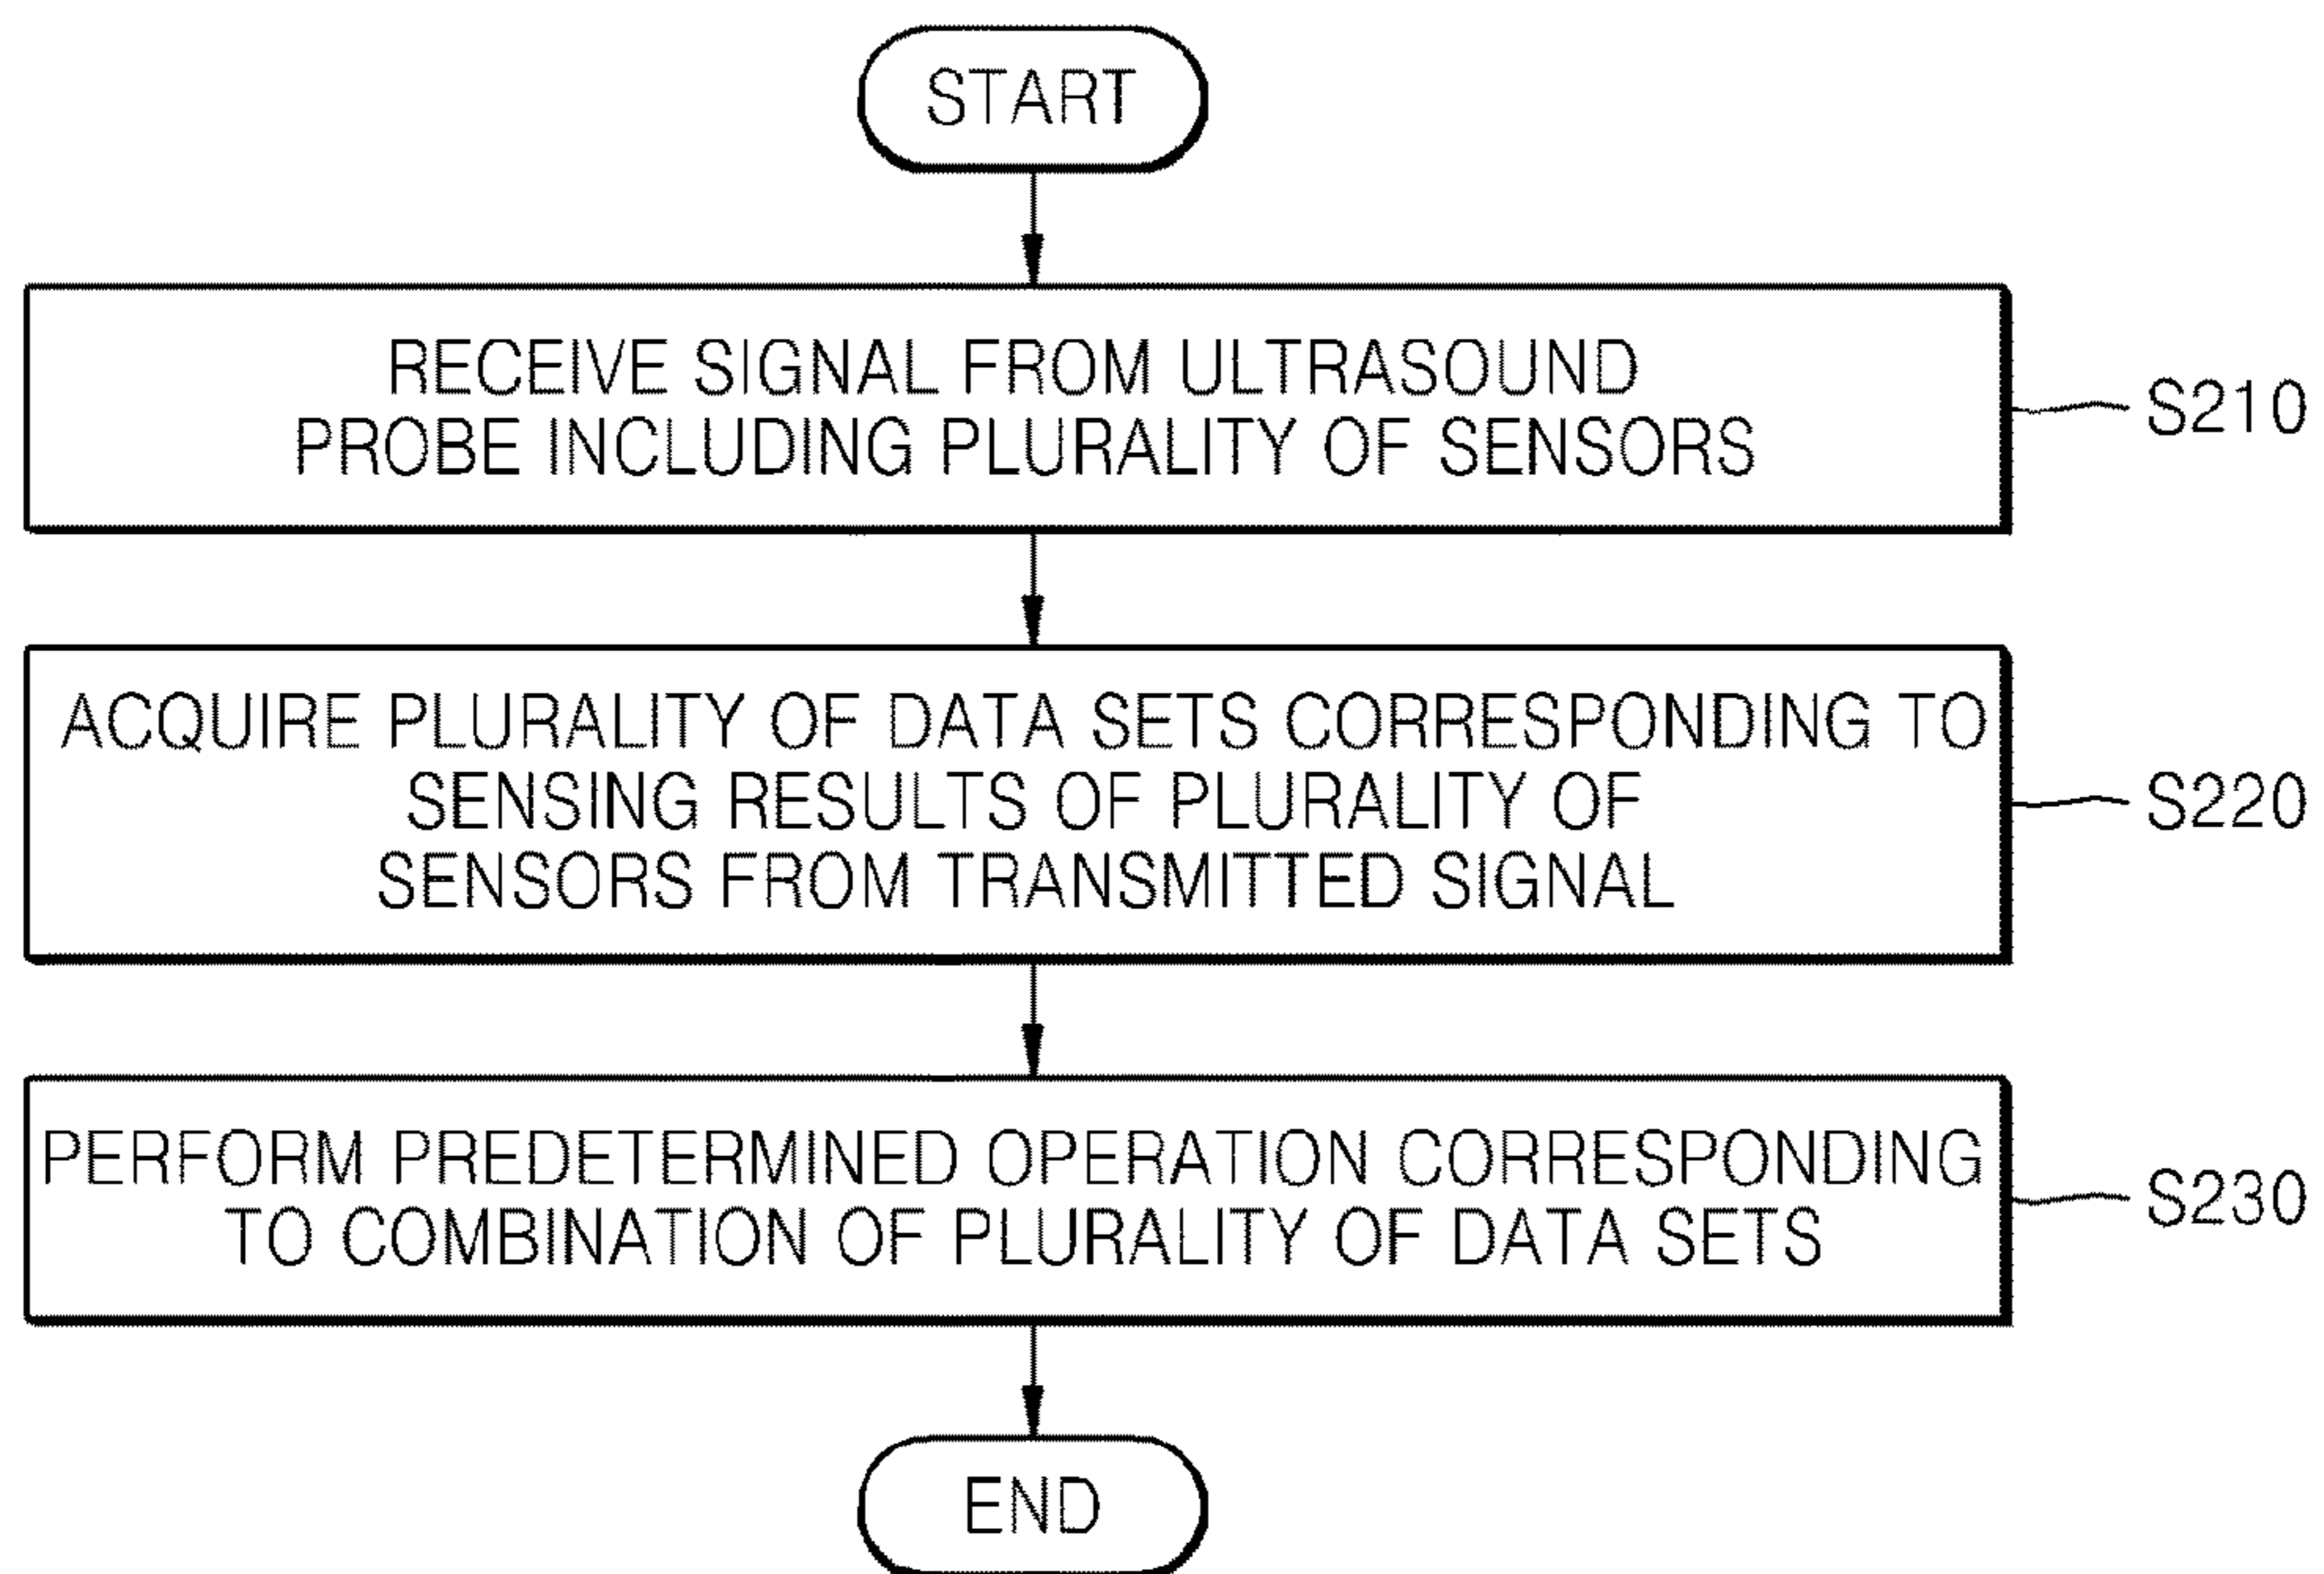 START
RECEIVE SIGNAL FROM ULTRASOUND
PROBE INCLUDING PLURALITY OF SENSORS
S210
ACQUIRE PLURALITY OF DATA SETS CORRESPONDING TO
SENSING RESULTS OF PLURALITY OF
SENSORS FROM TRANSMITTED SIGNAL
S220
PERFORM PREDETERMINED OPERATION CORRESPONDING
TO COMBINATION OF PLURALITY OF DATA SETS
S230
END